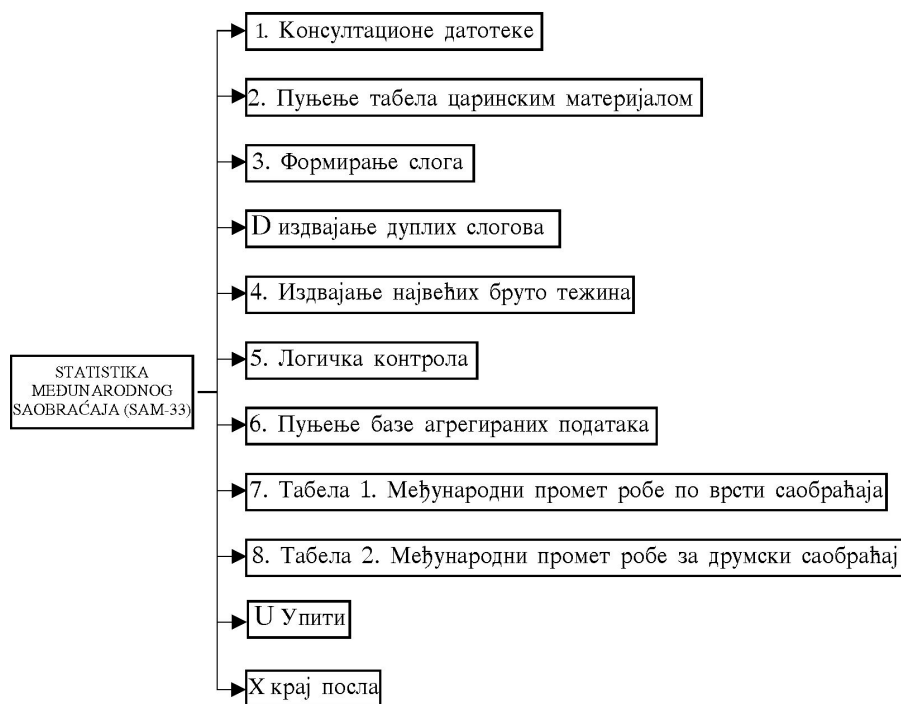 1. Консултационе датотеке
2. Пуњење табела царинским материјалом
3. Формирање слога
D издвајање дуплих слогова
4. Издвајање највећих бруто тежина
5. Логичка контрола
STATISTIKA
MEĐUNARODNOG
SAOBRAĆAJA (SAM-33)
6. Пуњење базе агрегираних података
7. Табела 1. Међународни промет робе по врсти саобраћаја
8. Табела 2. Међународни промет робе за друмски саобраћај
U Упити
X крај посла